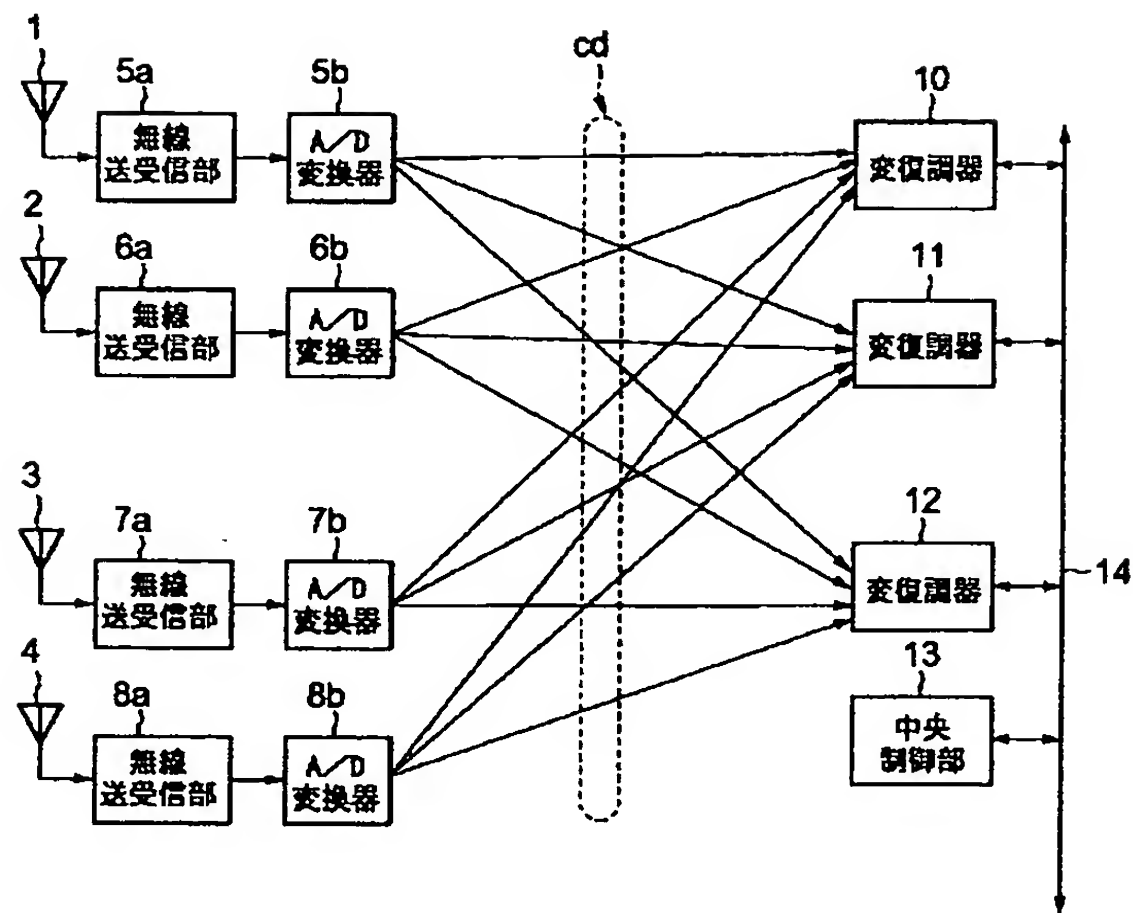 1
cd
5a
5b
10
無線
送受信部
A/D
変換器
変復調器
2
6a
6b
11
無線
送受信部
A/D
変換器
変復調器
3
7a
7b
12
無線
送受信部
A/D
変換器
変復調器
14
4
8a
8b
13
無線
送受信部
A/D
変換器
中央
制御部